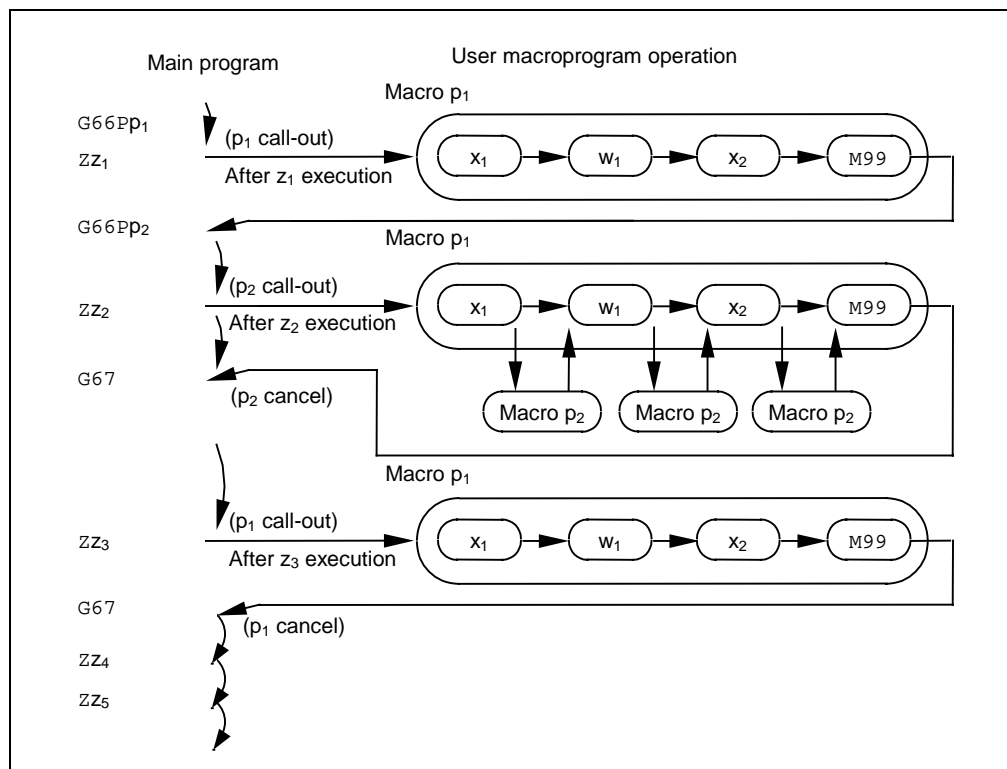 Main program
User macroprogram operation
Macro p₁
G66Pp₁
(p₁ call-out)
Zz₁
After z₁ execution
x₁ w₁ x₂ M99
G66Pp₂
Macro p₁
(p₂ call-out)
Zz₂
After z₂ execution
x₁ w₁ x₂ M99
G67
(p₂ cancel)
Macro p₂ Macro p₂ Macro p₂
Macro p₁
(p₁ call-out)
Zz₃
After z₃ execution
x₁ w₁ x₂ M99
G67
(p₁ cancel)
Zz₄
Zz₅